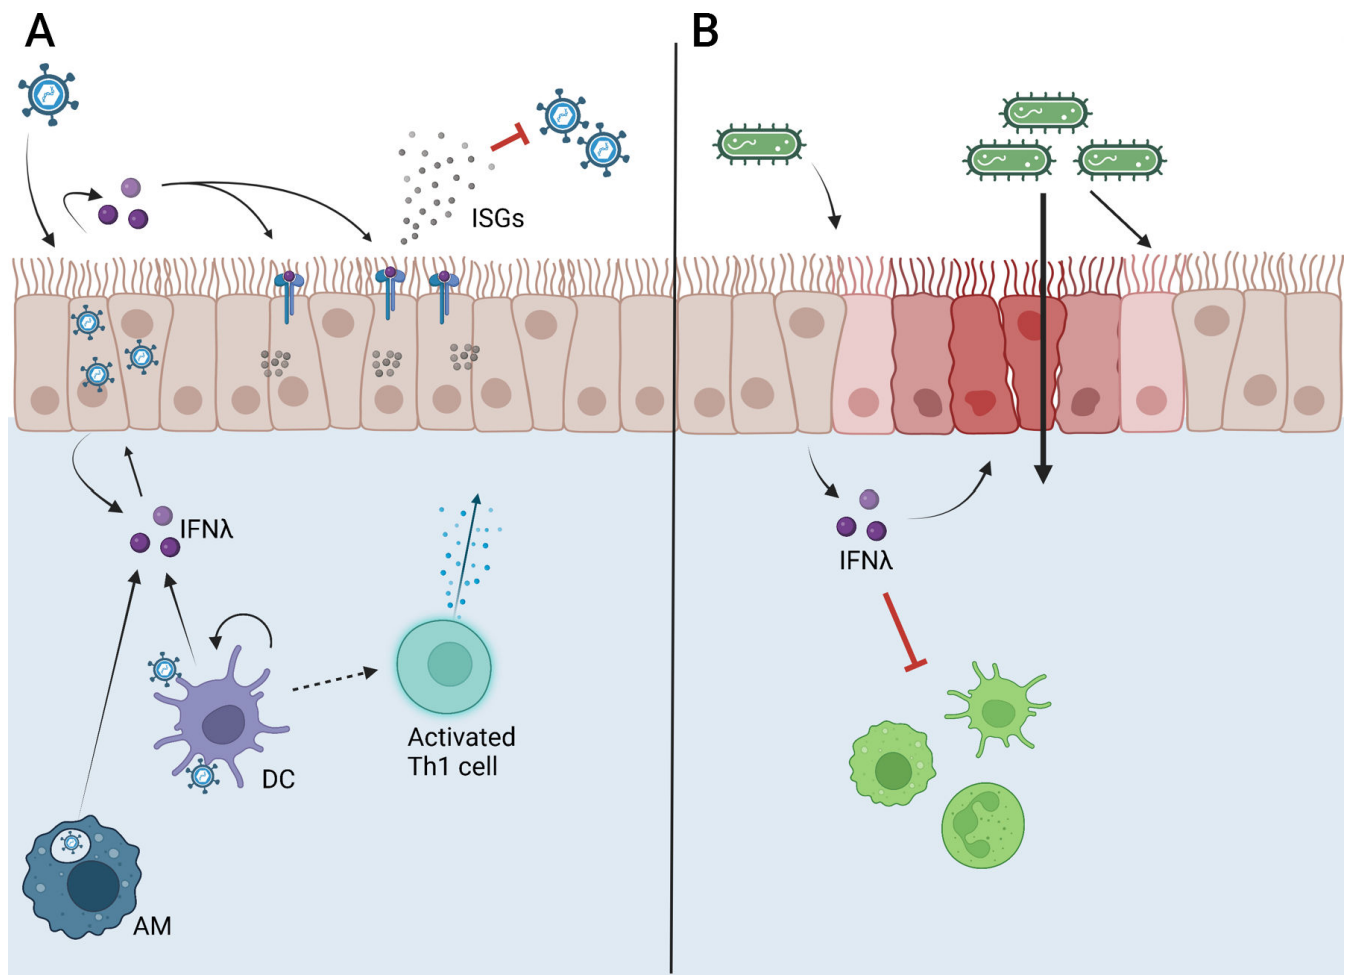 A
B
ISGs
IFNλ
IFNλ
Activated
Th1 cell
DC
AM